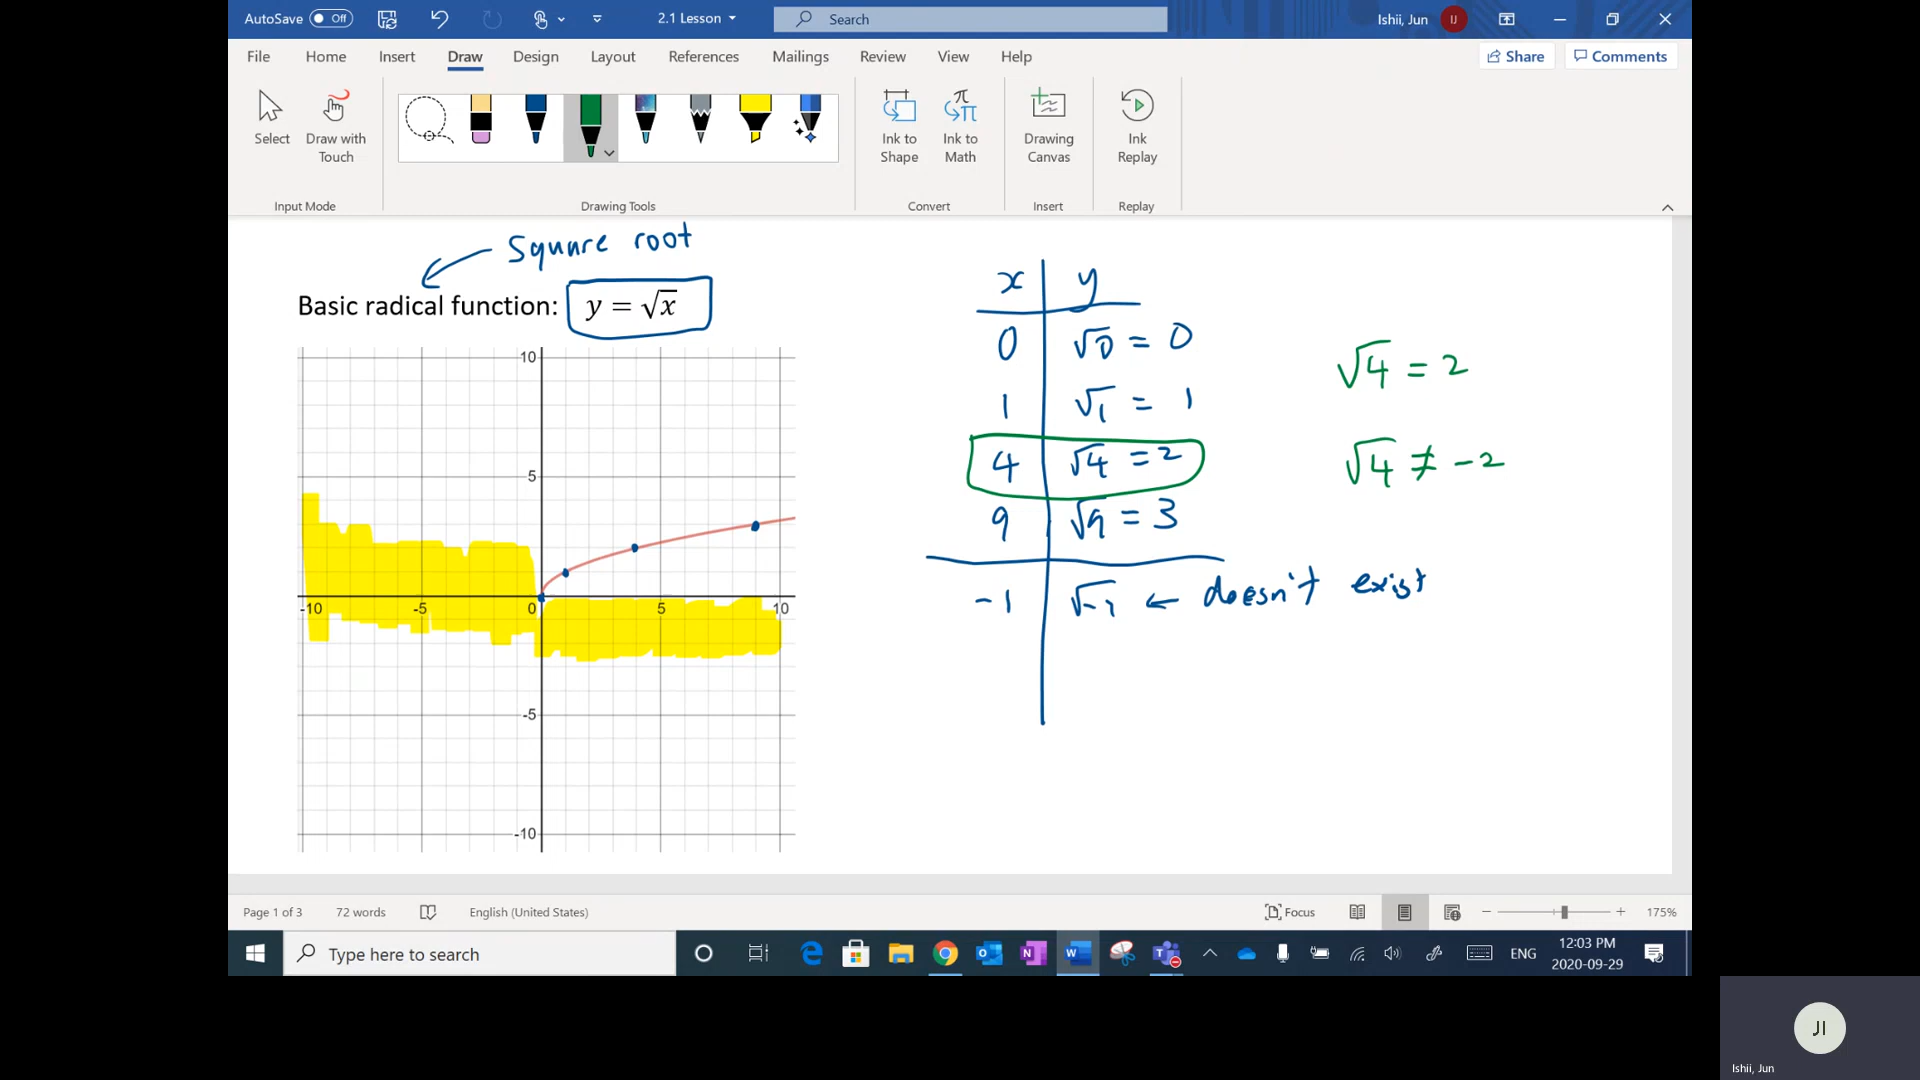 AutoSave Off 2.1 Lesson Search Ishii, Jun IJ
File Home Insert Draw Design Layout References Mailings Review View Help Share Comments
Select Draw with Touch Ink to Shape Ink to Math Drawing Canvas Ink Replay
Input Mode Drawing Tools Convert Insert Replay
Square root
Basic radical function: y = √x
10
5
-10 -5 0 5 10
-5
-10
x y
0 √0 = 0
1 √1 = 1
4 √4 = 2
9 √9 = 3
-1 √-1 ← doesn't exist
√4 = 2
√4 ≠ -2
Page 1 of 3 72 words English (United States) Focus 175%
Type here to search ENG 12:03 PM
2020-09-29
JI
Ishii, Jun